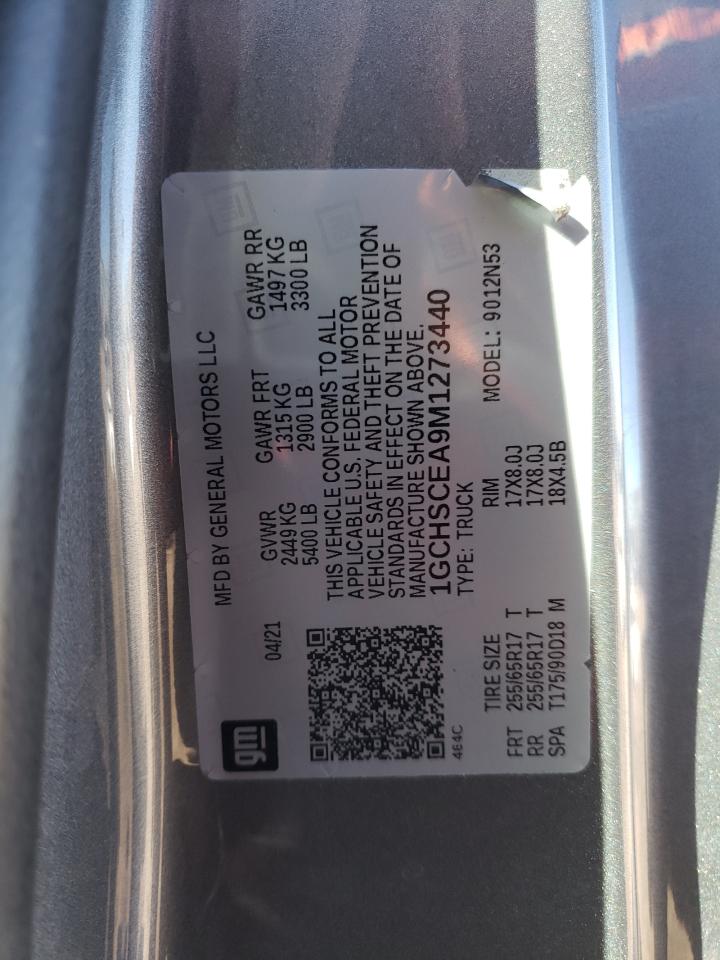 MFD BY GENERAL MOTORS LLC
gm
04/21
GVWR GAWR FRT GAWR RR
2449 KG 1315 KG 1497 KG
5400 LB 2900 LB 3300 LB
THIS VEHICLE CONFORMS TO ALL
APPLICABLE U.S. FEDERAL MOTOR
VEHICLE SAFETY AND THEFT PREVENTION
STANDARDS IN EFFECT ON THE DATE OF
MANUFACTURE SHOWN ABOVE.
1GCHSCEA9M1273440
464C
TYPE: TRUCK MODEL: 9012N53
TIRE SIZE RIM
FRT 255/65R17 T 17X8.0J
RR 255/65R17 T 17X8.0J
SPA T175/90D18 M 18X4.5B